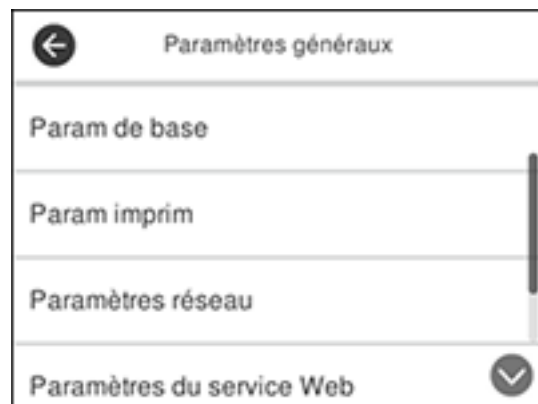 Paramètres généraux
Param de base
Param imprim
Paramètres réseau
Paramètres du service Web